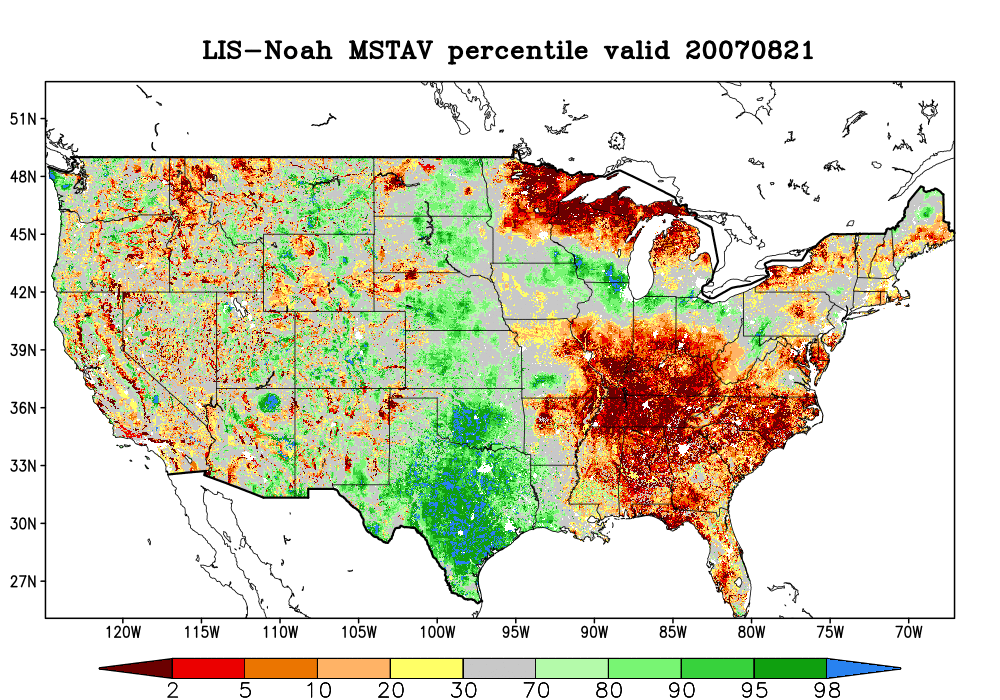 LIS-Noah MSTAV percentile valid 20070821
51N
48N
45N
42N
39N
36N
33N
30N
27N
120W 115W 110W 105W 100W 95W 90W 85W 80W 75W 70W
2 5 10 20 30 70 80 90 95 98